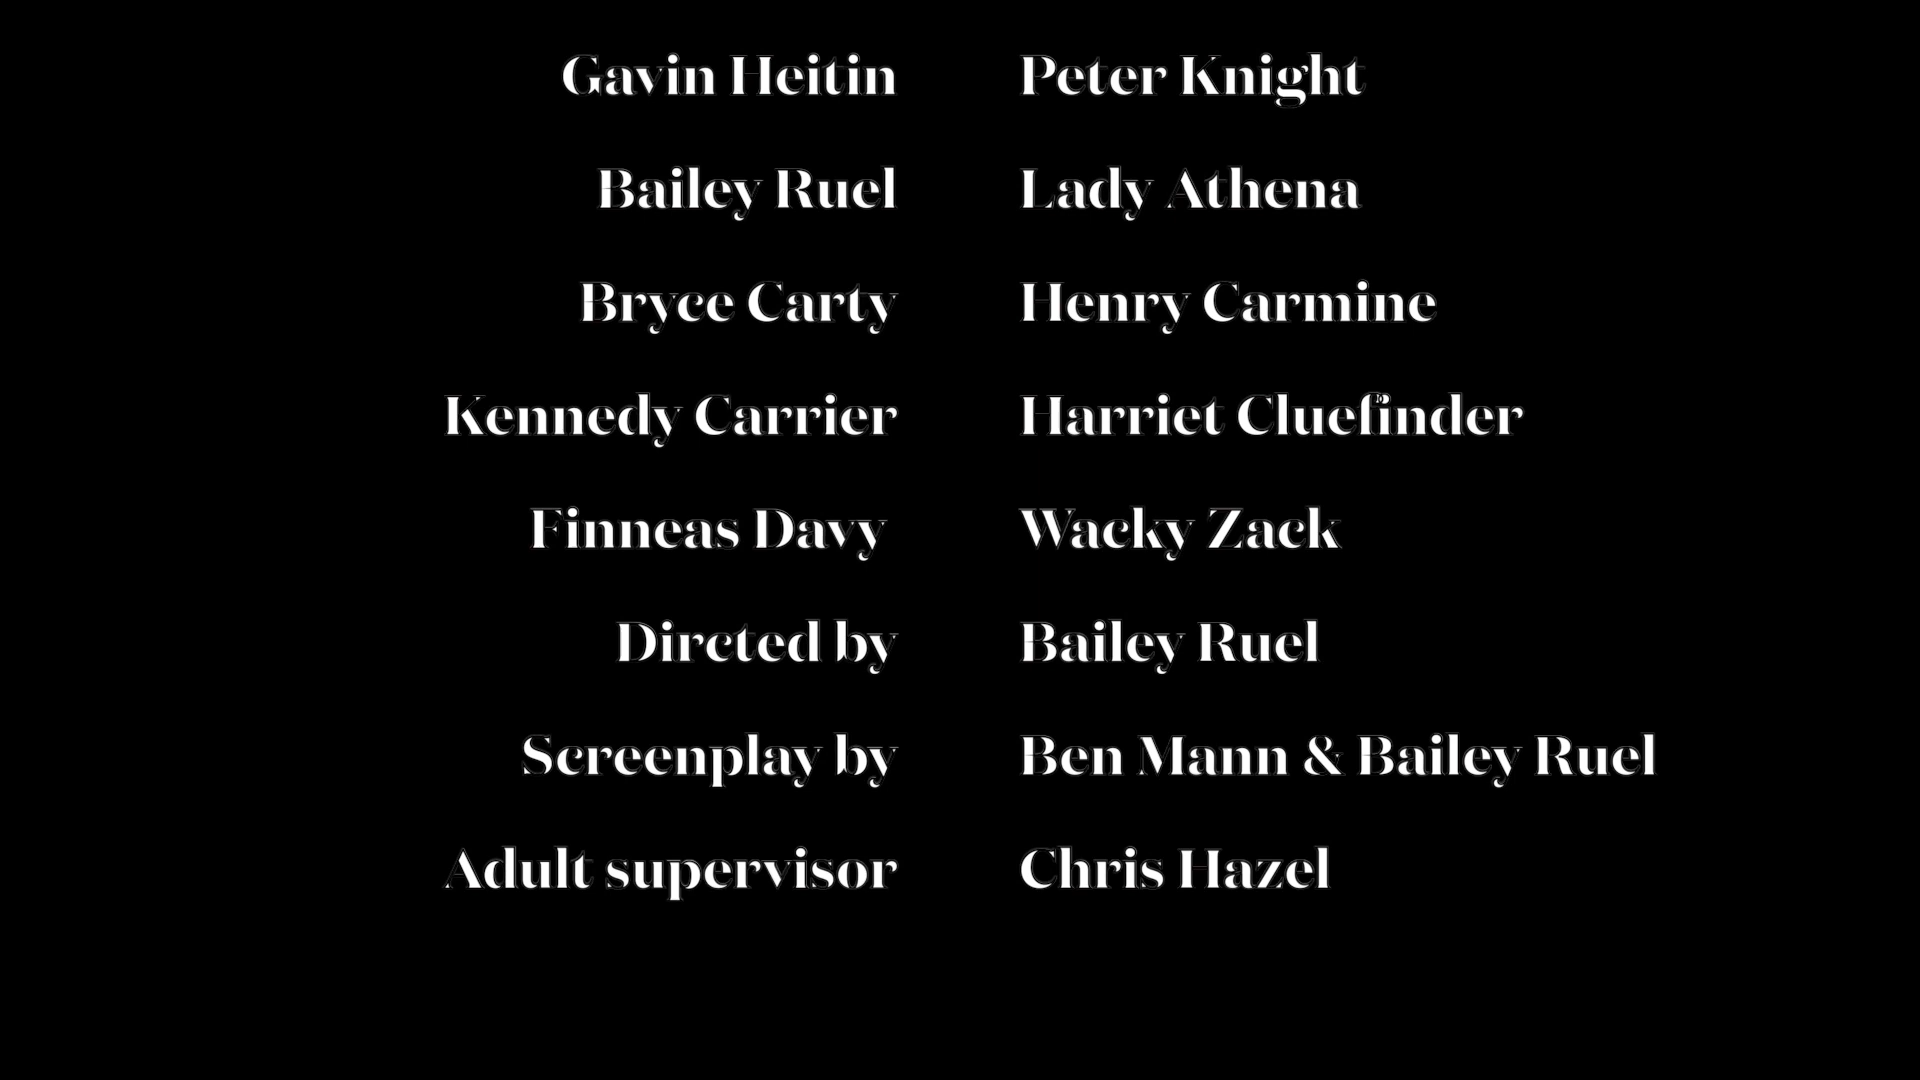 Gavin Heitin Peter Knight
Bailey Ruel Lady Athena
Bryce Carty Henry Carmine
Kennedy Carrier Harriet Cluefinder
Finneas Davy Wacky Zack
Dircted by Bailey Ruel
Screenplay by Ben Mann & Bailey Ruel
Adult supervisor Chris Hazel